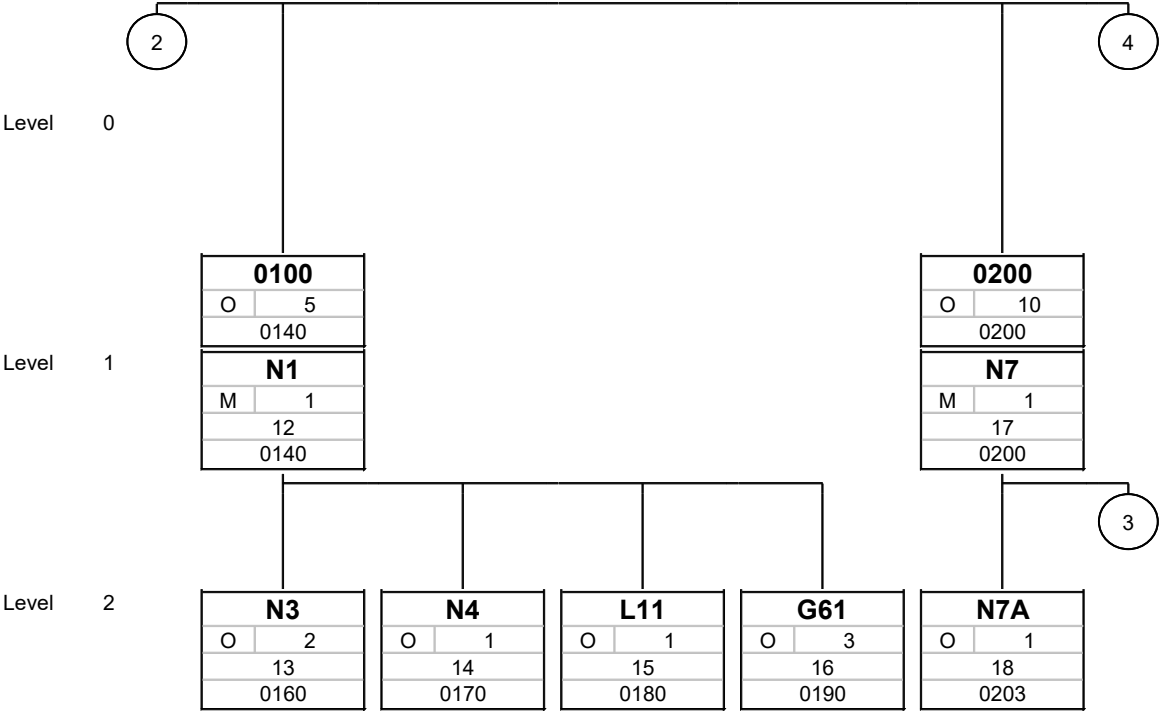 2
4
Level 0
0100
O 5
0140
0200
O 10
0200
Level 1
N1
M 1
12
0140
N7
M 1
17
0200
3
Level 2
N3
O 2
13
0160
N4
O 1
14
0170
L11
O 1
15
0180
G61
O 3
16
0190
N7A
O 1
18
0203